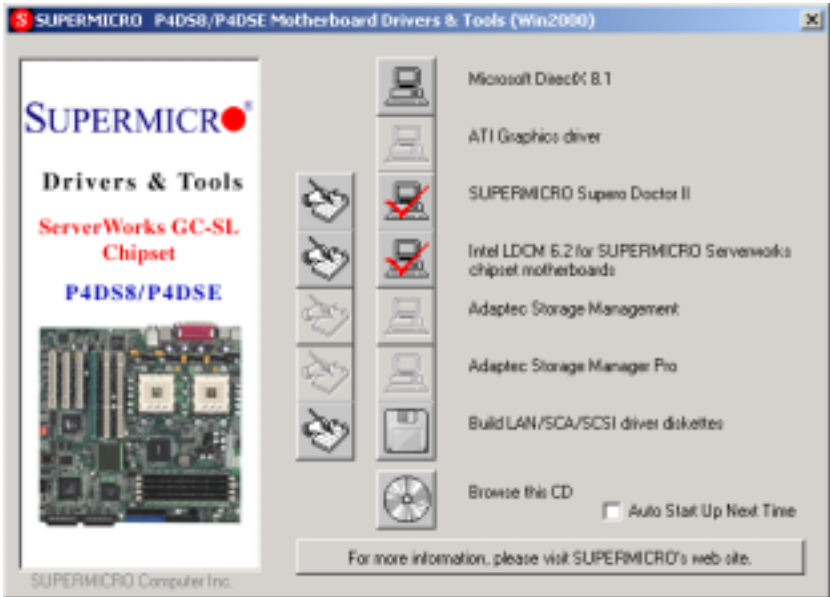 S SUPERMICRO P4DS8/P4DSE Motherboard Drivers & Tools (Win2000)
SUPERMICRO®
Drivers & Tools
ServerWorks GC-SL
Chipset
P4DS8/P4DSE
SUPERMICRO Computer Inc.
Microsoft DirectX 8.1
ATI Graphics driver
SUPERMICRO Supero Doctor II
Intel LDCM 6.2 for SUPERMICRO Serverworks
chipset motherboards
Adaptec Storage Management
Adaptec Storage Manager Pro
Build LAN/SCA/SCSI driver diskettes
Browse this CD
Auto Start Up Next Time
For more information, please visit SUPERMICRO's web site.